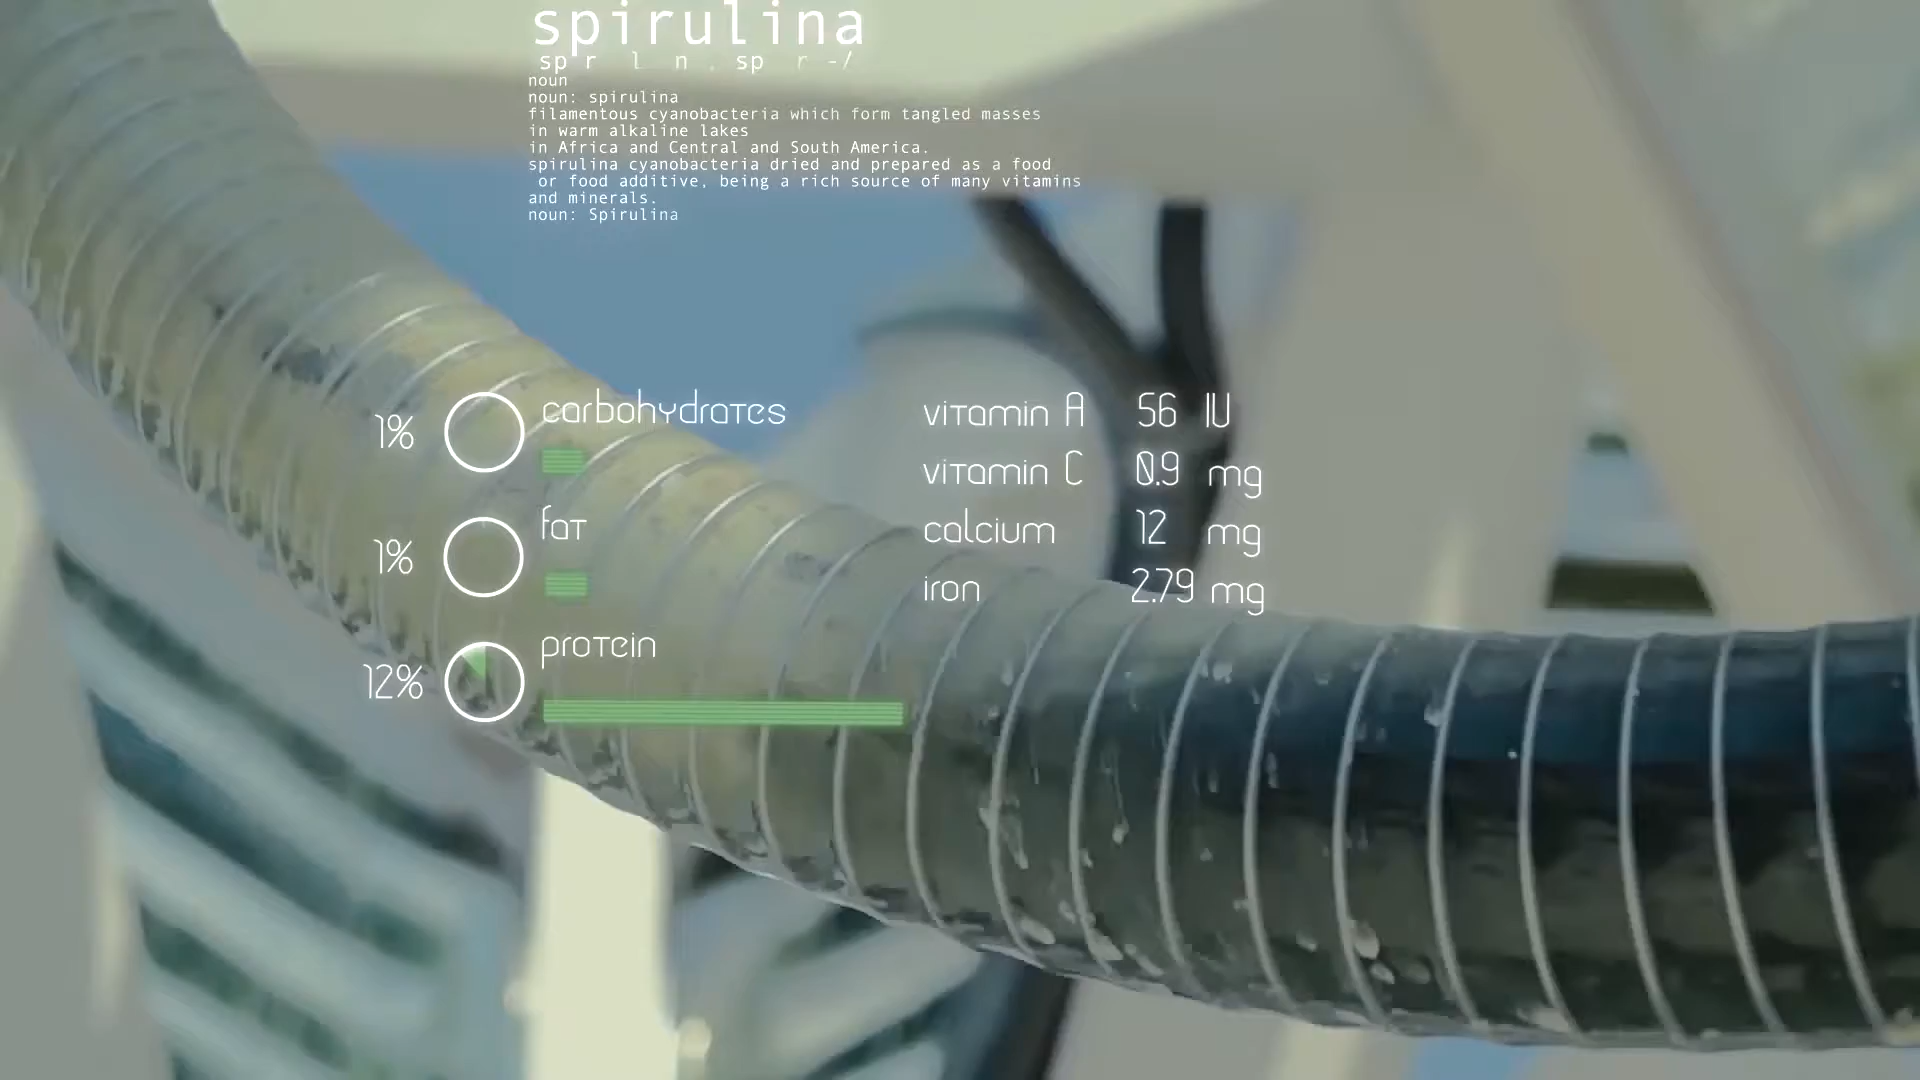 spirulina
noun
noun: spirulina
filamentous cyanobacteria which form tangled masses
in warm alkaline lakes
in Africa and Central and South America.
spirulina cyanobacteria dried and prepared as a food
or food additive, being a rich source of many vitamins
and minerals.
noun: Spirulina
1% carbohydrates
1% fat
12% protein
vitamin A 56 IU
vitamin C 0.9 mg
calcium 12 mg
iron 2.79 mg